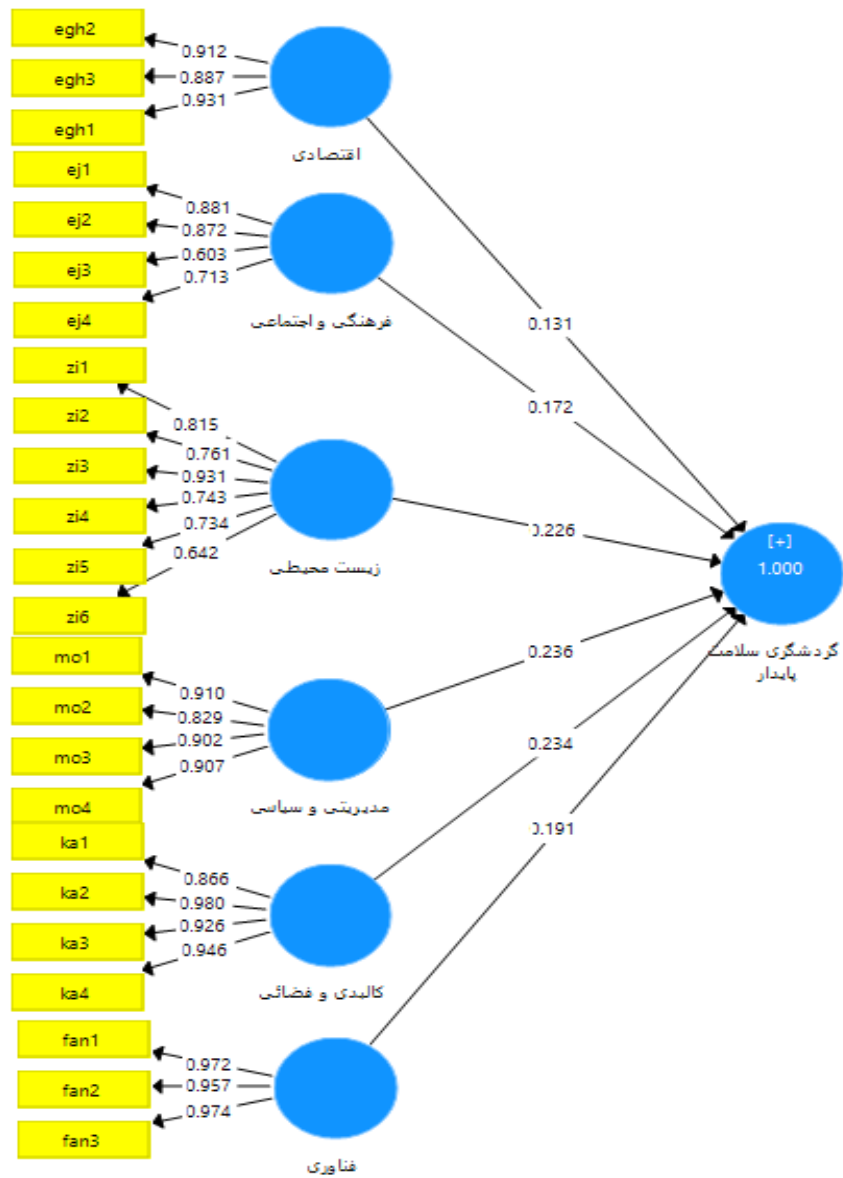 egh2
0.912
egh3
0.887
egh1
0.931
اقتصادی
ej1
0.881
ej2
0.872
ej3
0.603
ej4
0.713
فرهنگی و اجتماعی
zi1
0.815
zi2
0.761
zi3
0.931
zi4
0.743
zi5
0.734
zi6
0.642
زیست محیطی
mo1
0.910
mo2
0.829
mo3
0.902
mo4
0.907
مدیریتی و سیاسی
ka1
0.866
ka2
0.980
ka3
0.926
ka4
0.946
کالبدی و فضائی
fan1
0.972
fan2
0.957
fan3
0.974
فناوری
0.131
0.172
0.226
0.236
0.234
0.191
[+]
1.000
گردشگری سلامت
پایدار